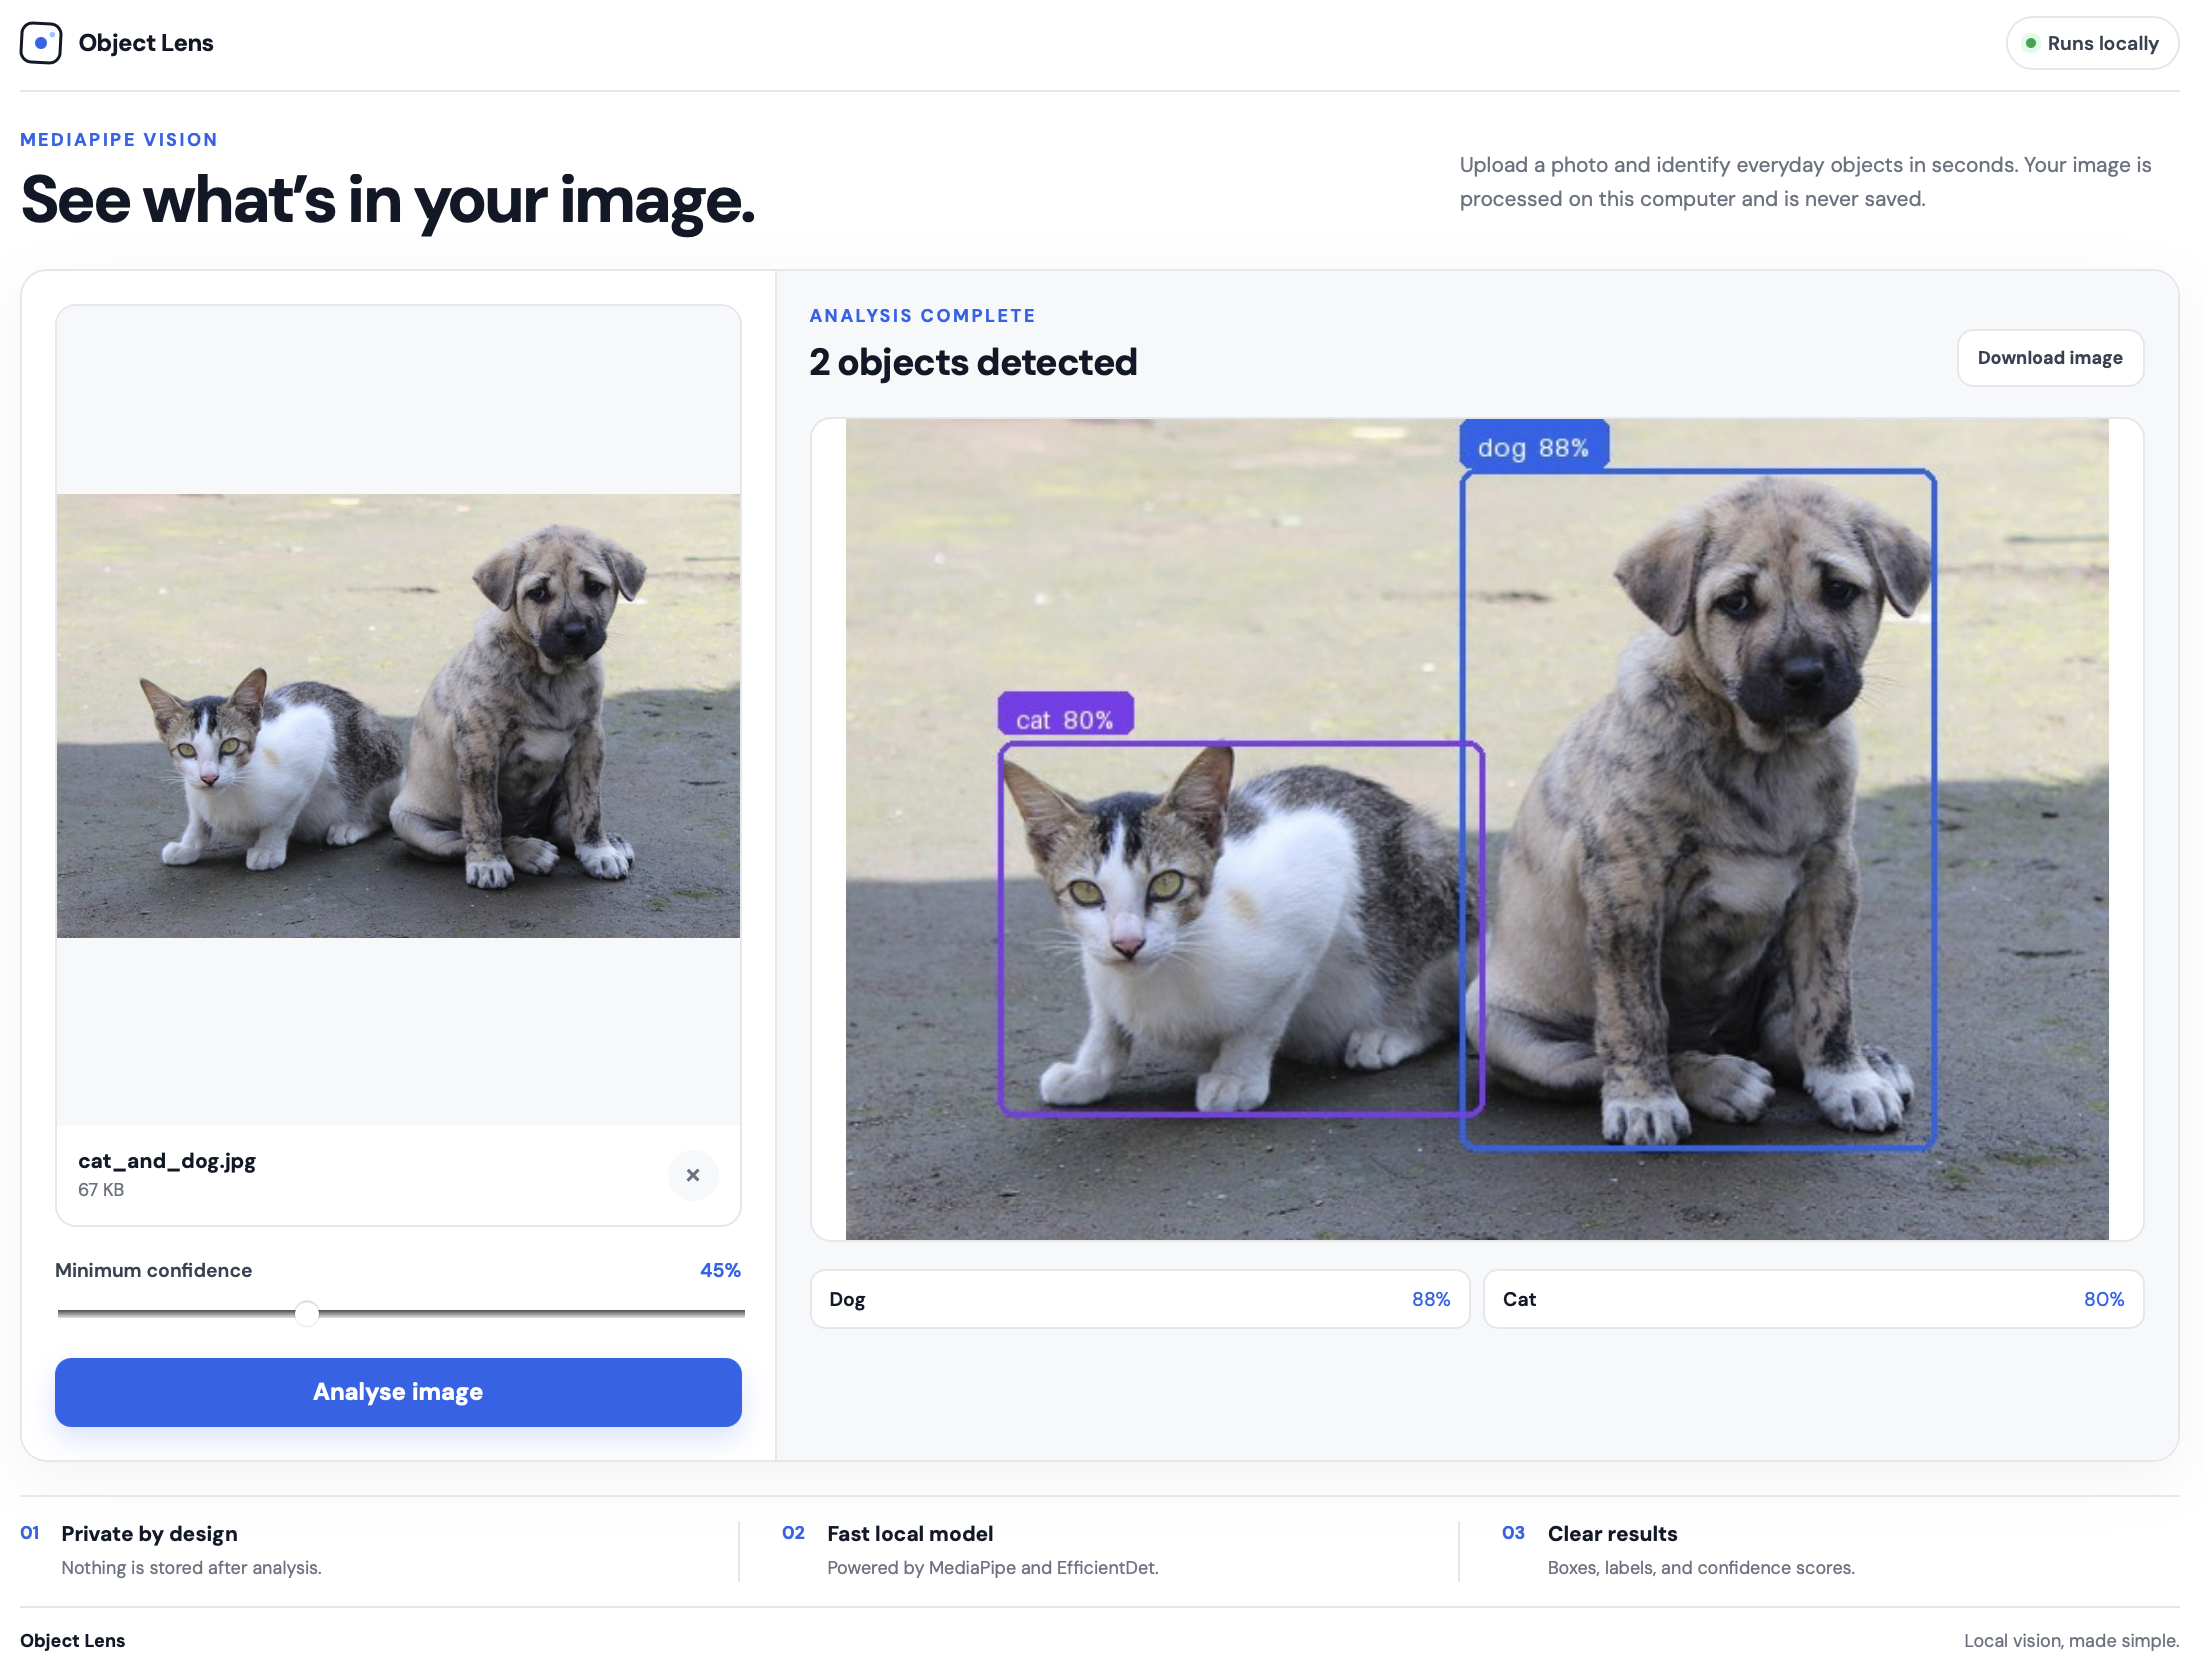 Object Lens
Runs locally
MEDIAPIPE VISION
See what’s in your image.
Upload a photo and identify everyday objects in seconds. Your image is
processed on this computer and is never saved.
cat_and_dog.jpg
67 KB
×
Minimum confidence 45%
Analyse image
ANALYSIS COMPLETE
2 objects detected
Download image
dog 88%
cat 80%
Dog 88%
Cat 80%
01 Private by design
Nothing is stored after analysis.
02 Fast local model
Powered by MediaPipe and EfficientDet.
03 Clear results
Boxes, labels, and confidence scores.
Object Lens
Local vision, made simple.